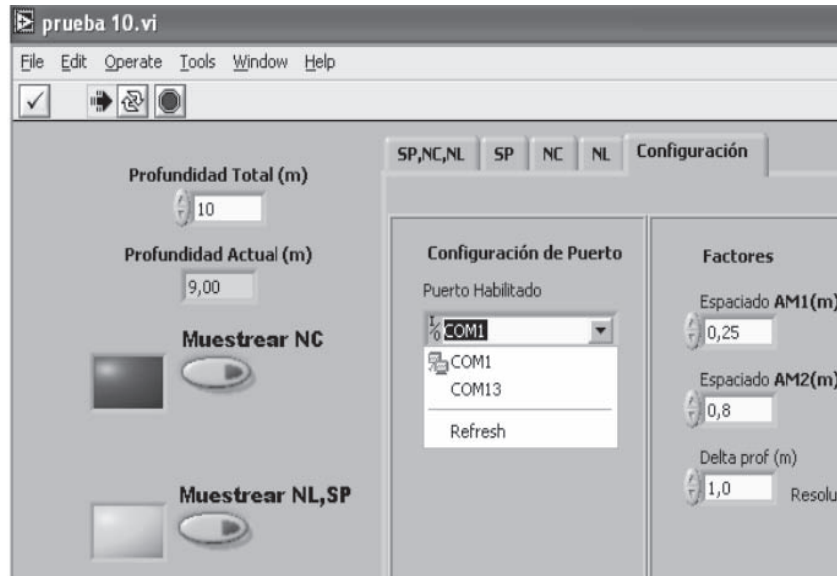 prueba 10.vi
File Edit Operate Tools Window Help
SP,NC,NL SP NC NL Configuración
Profundidad Total (m)
10
Profundidad Actual (m)
9,00
Muestrear NC
Muestrear NL,SP
Configuración de Puerto
Puerto Habilitado
COM1
COM1
COM13
Refresh
Factores
Espaciado AM1(m)
0,25
Espaciado AM2(m)
0,8
Delta prof (m)
1,0